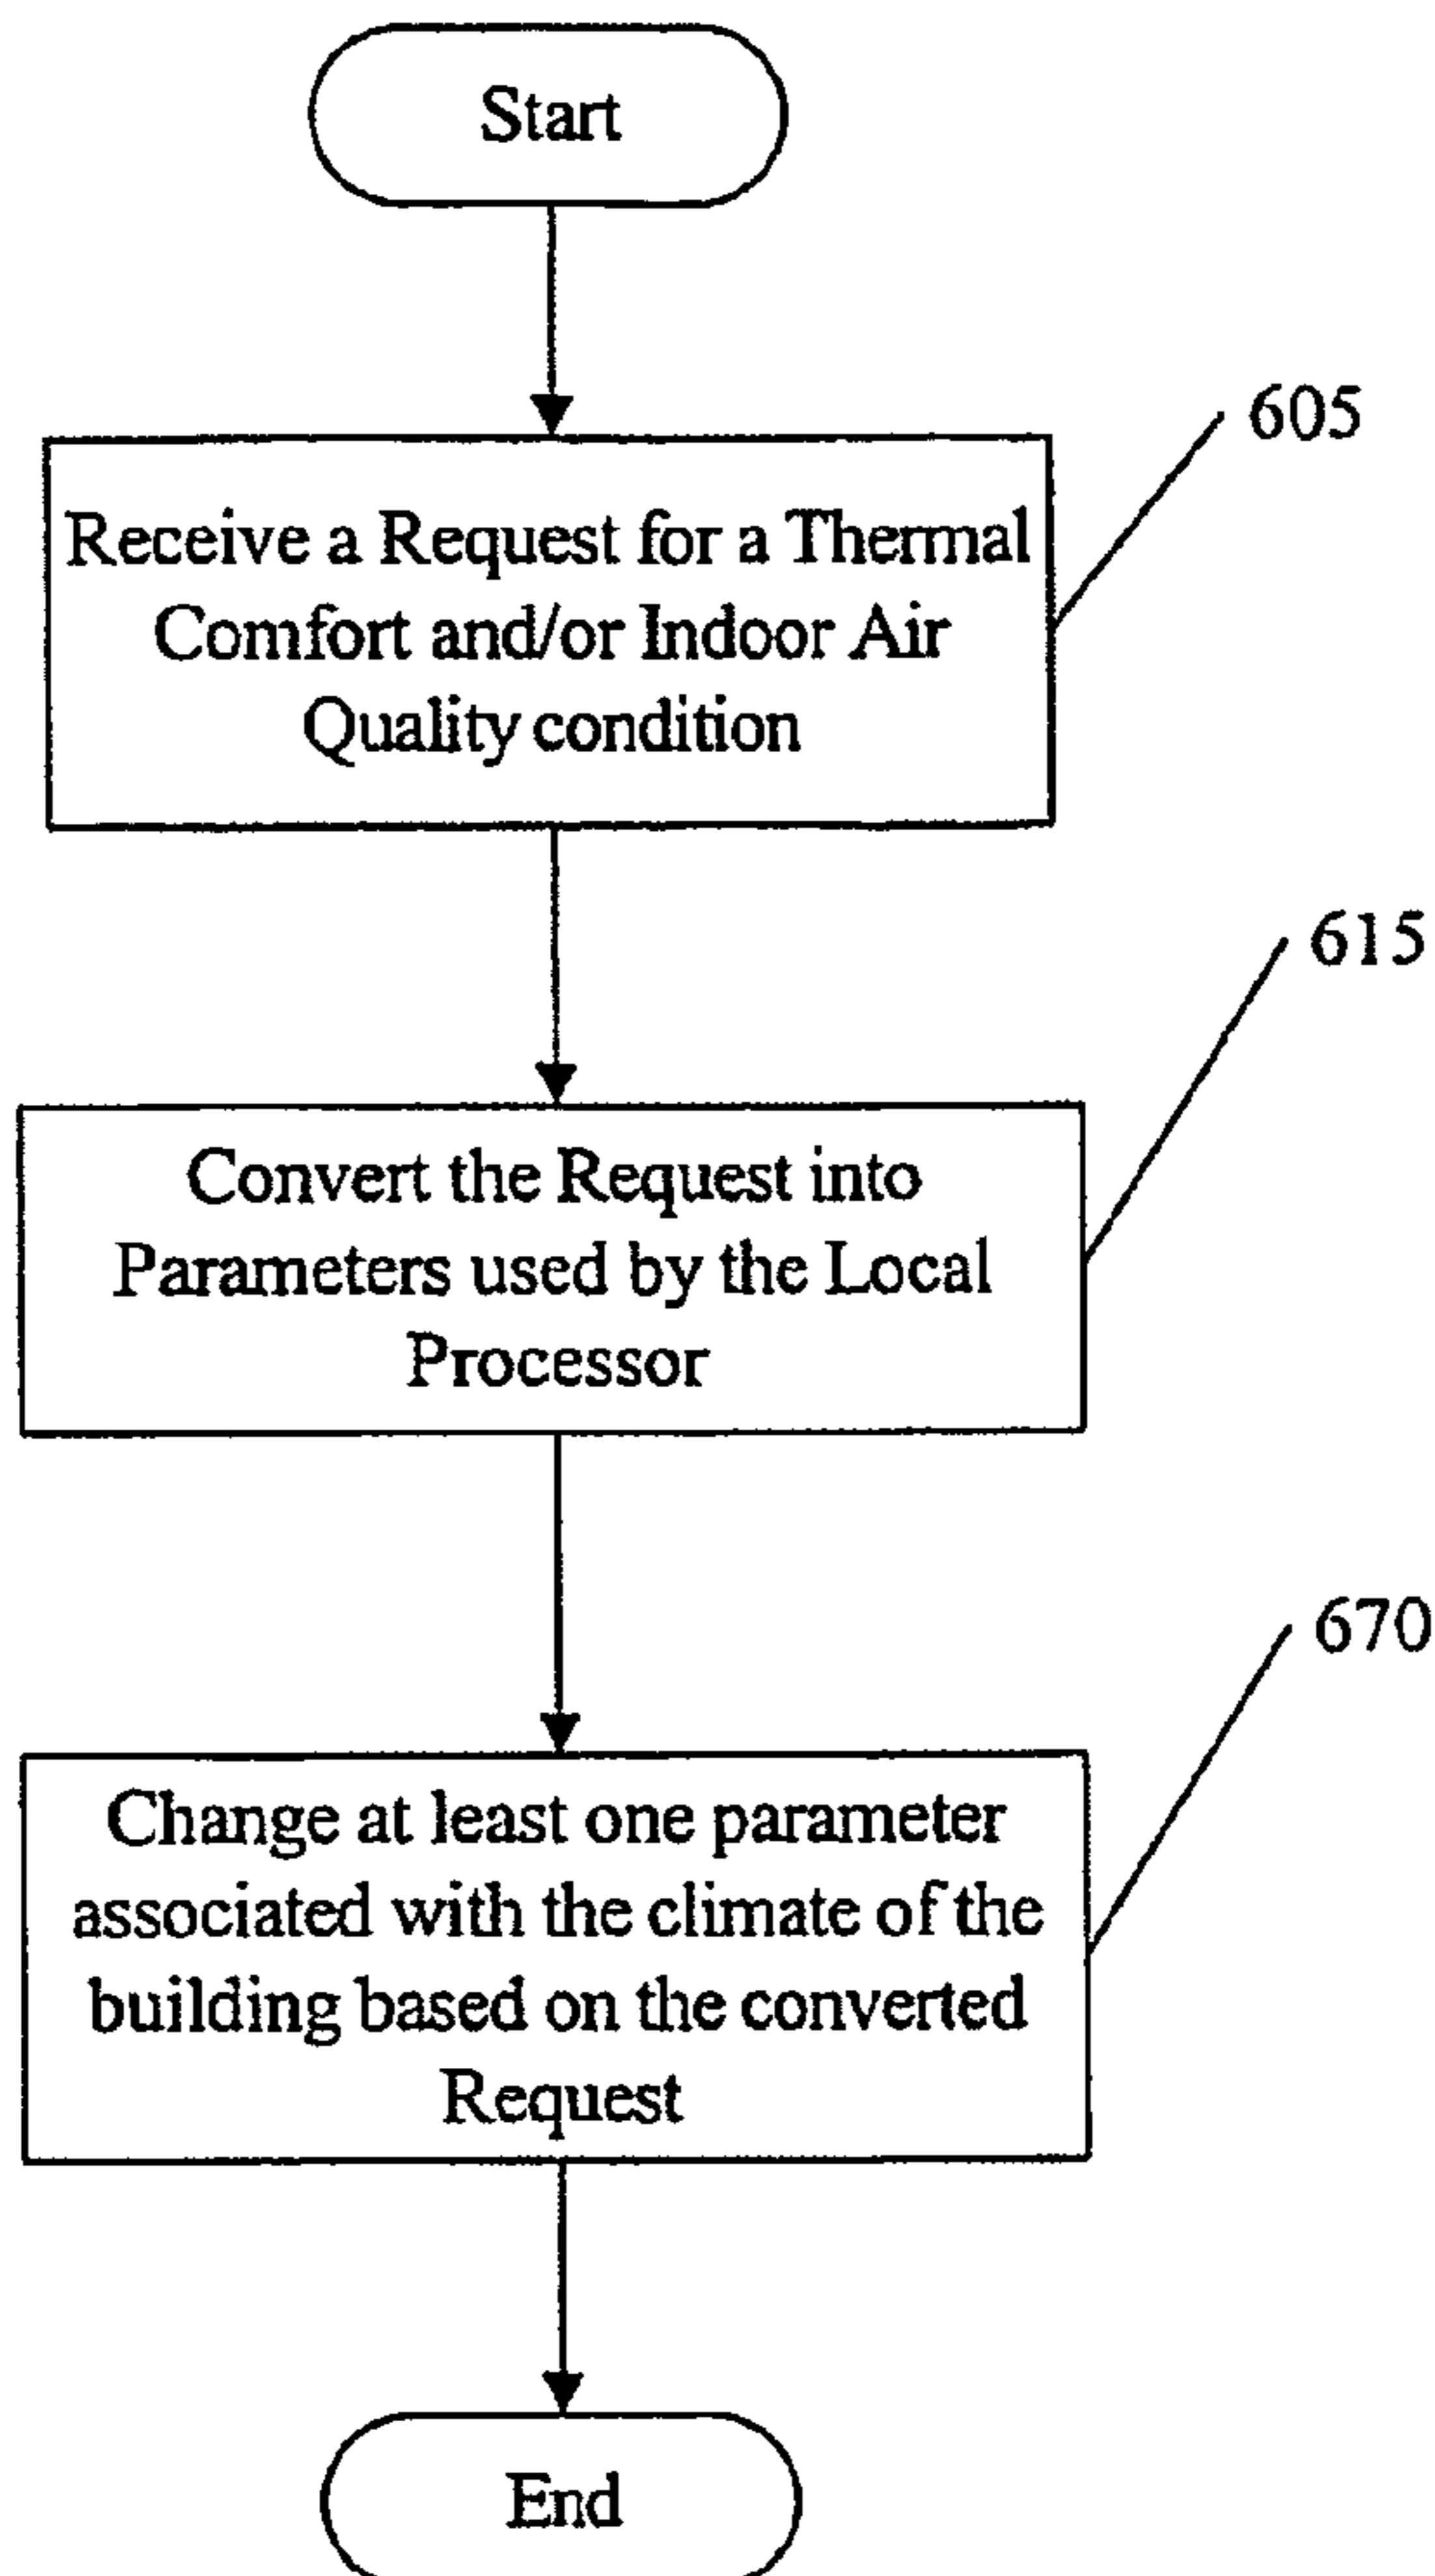 Start
605
Receive a Request for a Thermal
Comfort and/or Indoor Air
Quality condition
615
Convert the Request into
Parameters used by the Local
Processor
670
Change at least one parameter
associated with the climate of the
building based on the converted
Request
End